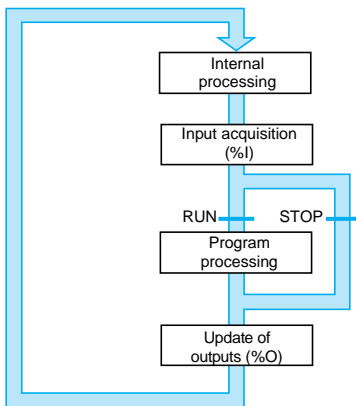 Internal
processing
Input acquisition
(%I)
RUN STOP
Program
processing
Update of
outputs (%O)